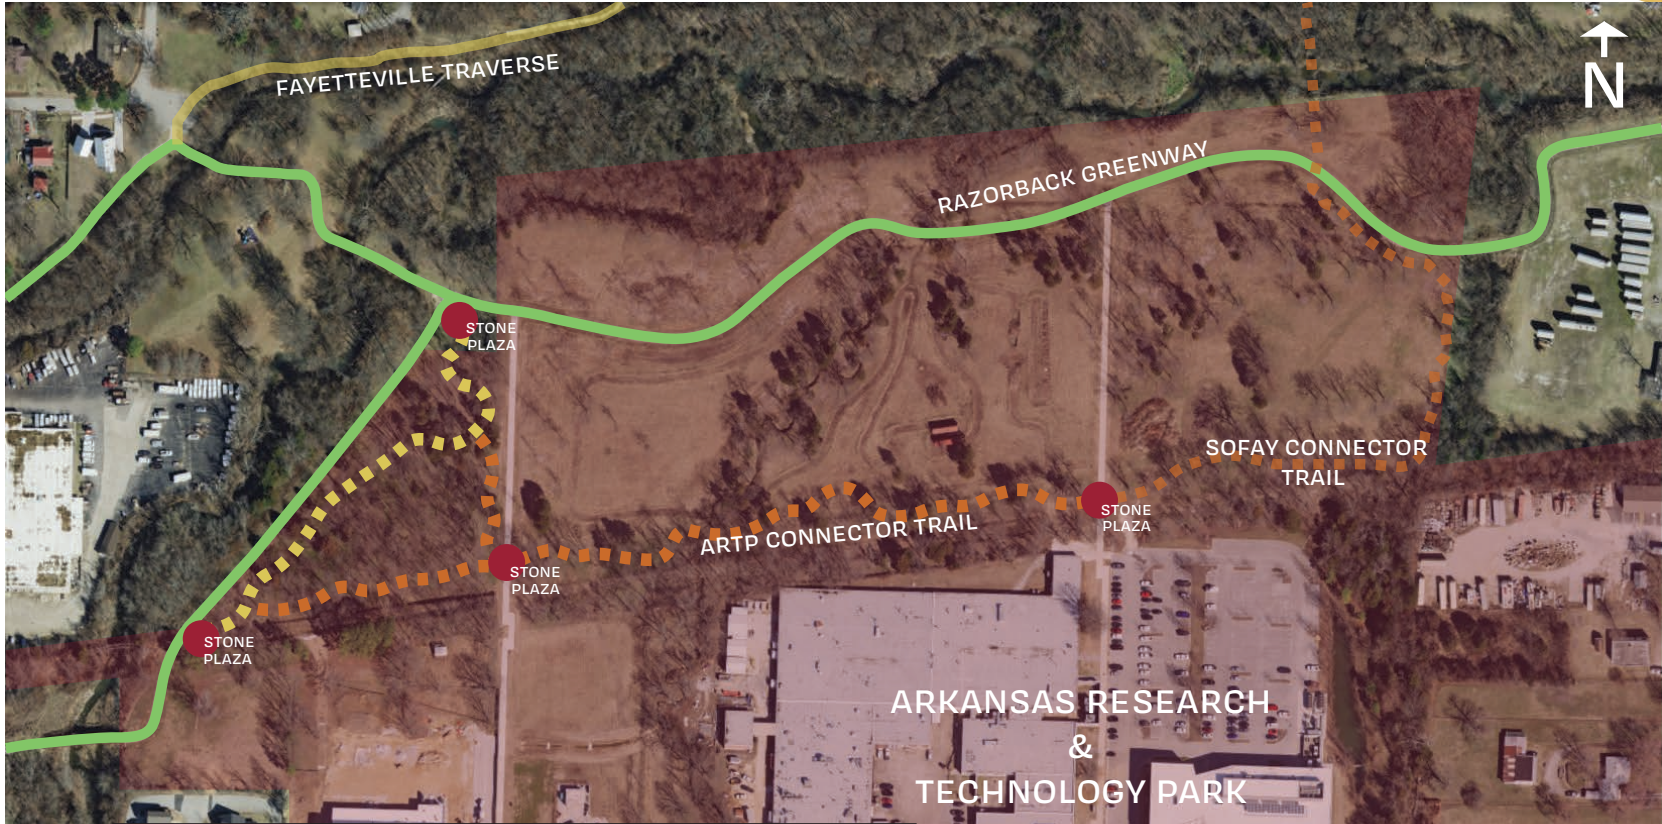 FAYETTEVILLE TRAVERSE
N
RAZORBACK GREENWAY
STONE
PLAZA
SOFAY CONNECTOR
TRAIL
STONE
PLAZA
ARTP CONNECTOR TRAIL
STONE
PLAZA
STONE
PLAZA
ARKANSAS RESEARCH
&
TECHNOLOGY PARK